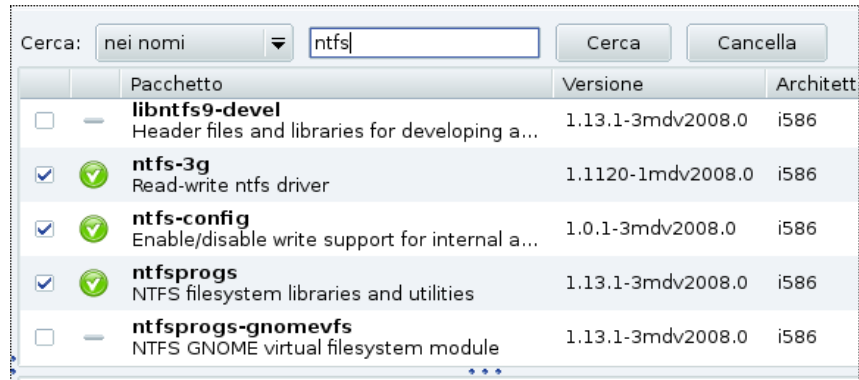 Cerca: nei nomi ntfs Cerca Cancella
Pacchetto Versione Architett
libntfs9-devel
Header files and libraries for developing a... 1.13.1-3mdv2008.0 i586
ntfs-3g
Read-write ntfs driver 1.1120-1mdv2008.0 i586
ntfs-config
Enable/disable write support for internal a... 1.0.1-3mdv2008.0 i586
ntfsprogs
NTFS filesystem libraries and utilities 1.13.1-3mdv2008.0 i586
ntfsprogs-gnomevfs
NTFS GNOME virtual filesystem module 1.13.1-3mdv2008.0 i586